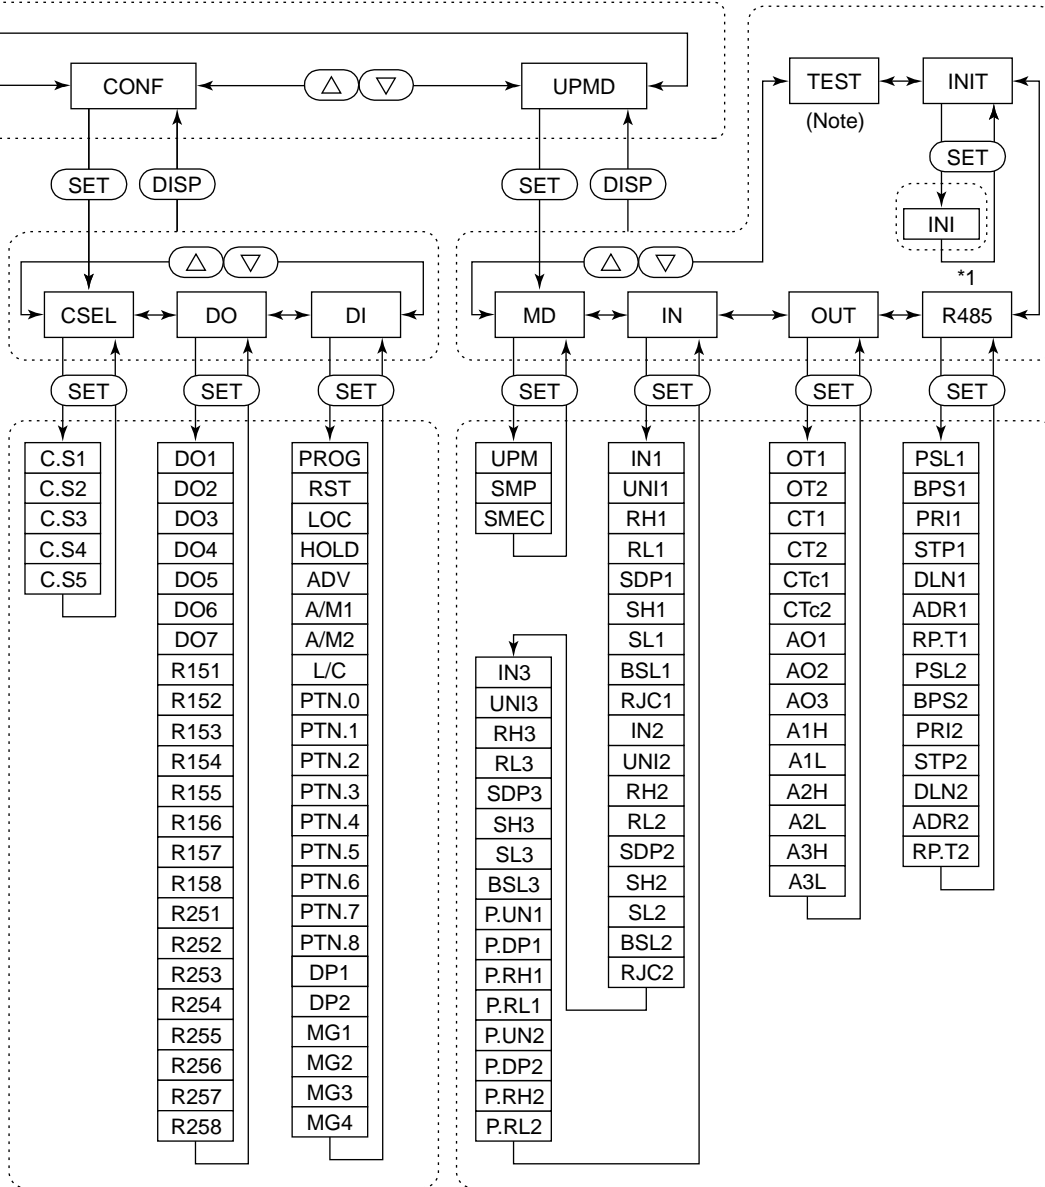 CONF
UPMD
TEST
INIT
(Note)
SET
DISP
SET
DISP
SET
INI
*1
CSEL
DO
DI
MD
IN
OUT
R485
SET
SET
SET
SET
SET
SET
SET
C.S1
C.S2
C.S3
C.S4
C.S5
DO1
DO2
DO3
DO4
DO5
DO6
DO7
R151
R152
R153
R154
R155
R156
R157
R158
R251
R252
R253
R254
R255
R256
R257
R258
PROG
RST
LOC
HOLD
ADV
A/M1
A/M2
L/C
PTN.0
PTN.1
PTN.2
PTN.3
PTN.4
PTN.5
PTN.6
PTN.7
PTN.8
DP1
DP2
MG1
MG2
MG3
MG4
UPM
SMP
SMEC
IN1
UNI1
RH1
RL1
SDP1
SH1
SL1
BSL1
RJC1
IN2
UNI2
RH2
RL2
SDP2
SH2
SL2
BSL2
RJC2
IN3
UNI3
RH3
RL3
SDP3
SH3
SL3
BSL3
P.UN1
P.DP1
P.RH1
P.RL1
P.UN2
P.DP2
P.RH2
P.RL2
OT1
OT2
CT1
CT2
CTc1
CTc2
AO1
AO2
AO3
A1H
A1L
A2H
A2L
A3H
A3L
PSL1
BPS1
PRI1
STP1
DLN1
ADR1
RP.T1
PSL2
BPS2
PRI2
STP2
DLN2
ADR2
RP.T2